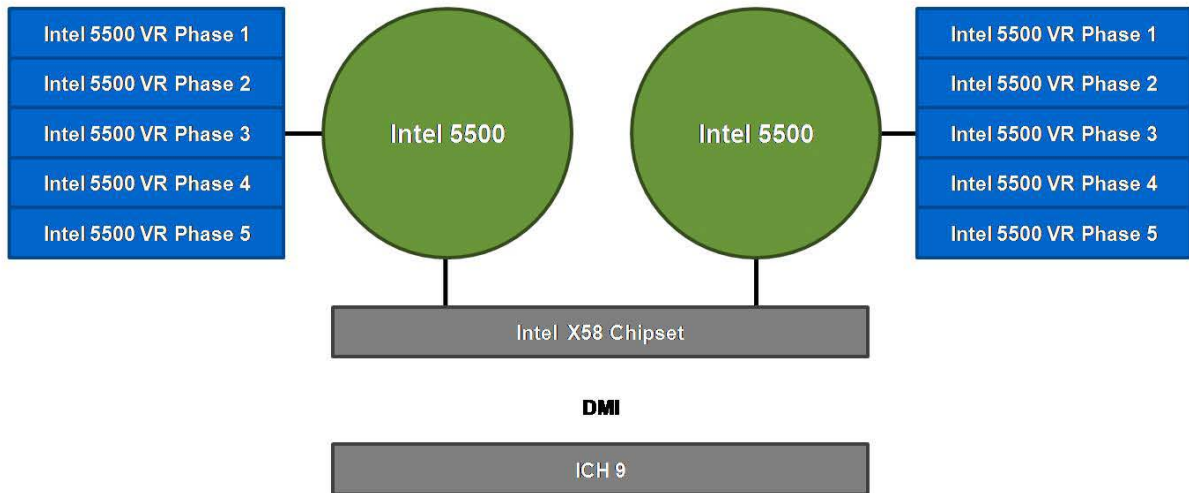 Intel 5500 VR Phase 1
Intel 5500 VR Phase 2
Intel 5500 VR Phase 3
Intel 5500 VR Phase 4
Intel 5500 VR Phase 5
Intel 5500
Intel 5500
Intel 5500 VR Phase 1
Intel 5500 VR Phase 2
Intel 5500 VR Phase 3
Intel 5500 VR Phase 4
Intel 5500 VR Phase 5
Intel X58 Chipset
DMI
ICH 9